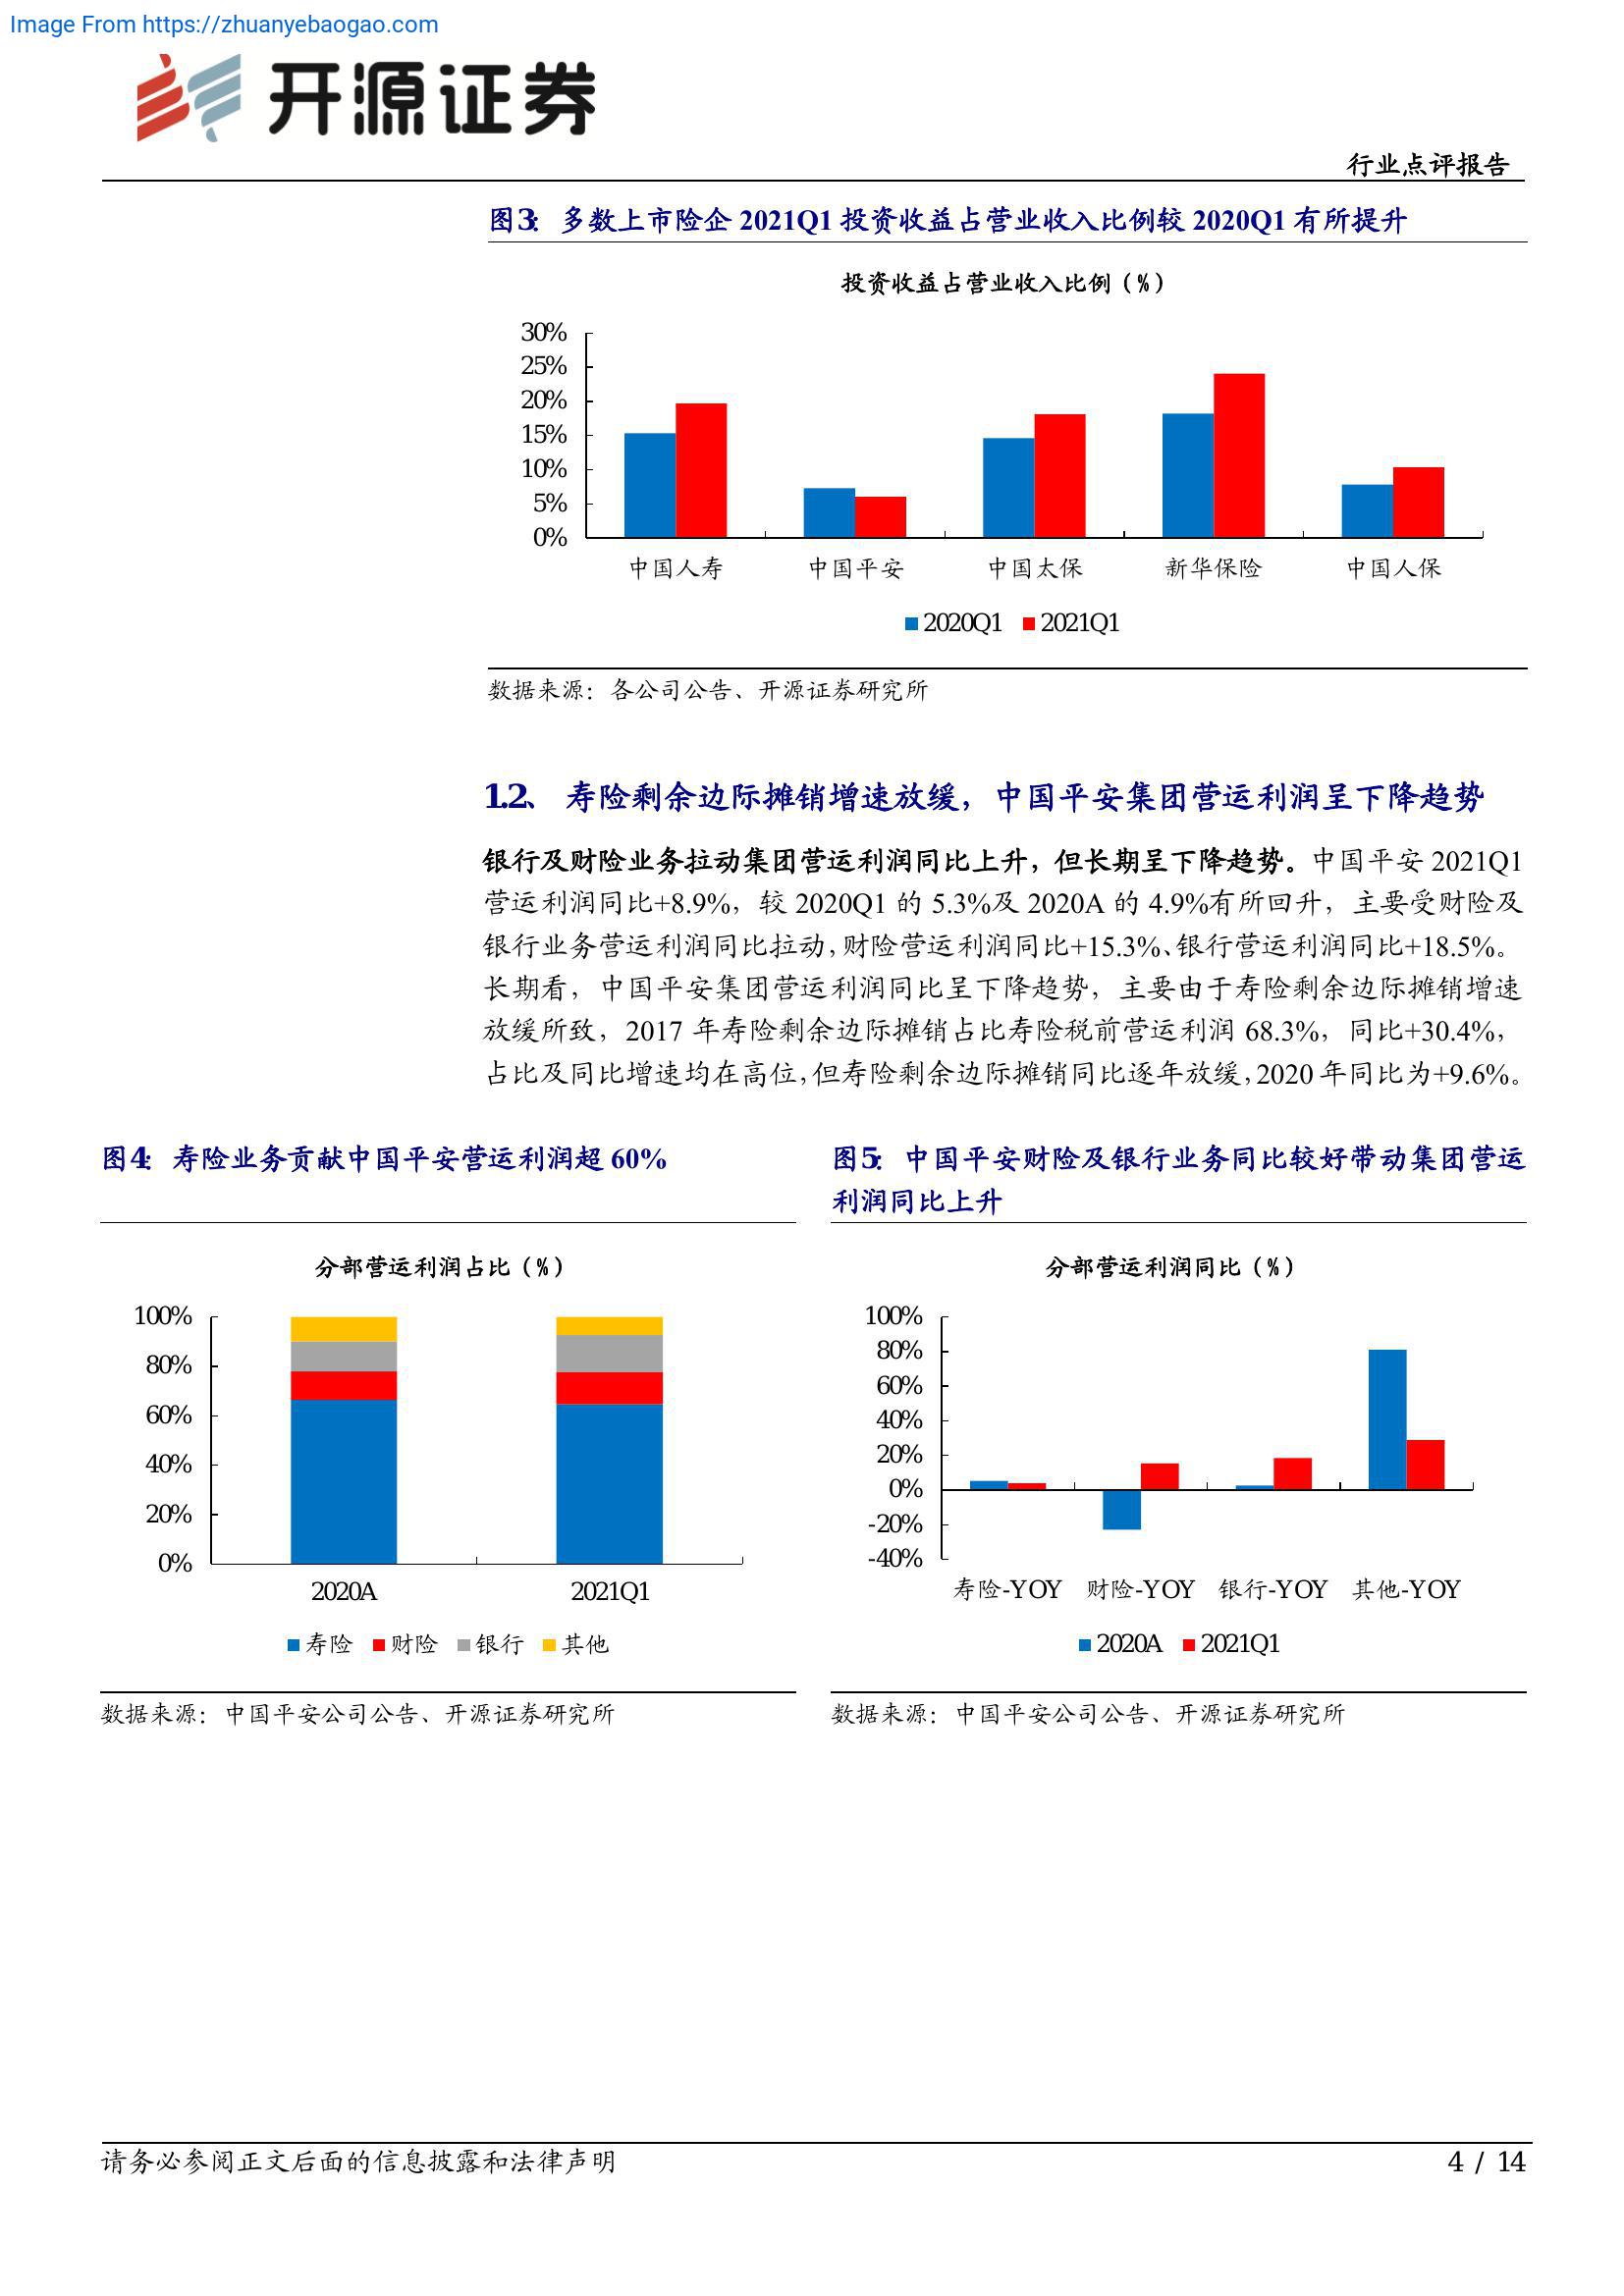 Image From https://zhuanyebaogao.com
开源证券
行业点评报告
图3：多数上市险企 2021Q1 投资收益占营业收入比例较 2020Q1 有所提升
投资收益占营业收入比例（%）
30%
25%
20%
15%
10%
5%
0%
中国人寿 中国平安 中国太保 新华保险 中国人保
2020Q1 2021Q1
数据来源：各公司公告、开源证券研究所
1.2、 寿险剩余边际摊销增速放缓，中国平安集团营运利润呈下降趋势
银行及财险业务拉动集团营运利润同比上升，但长期呈下降趋势。中国平安 2021Q1
营运利润同比+8.9%，较 2020Q1 的 5.3%及 2020A 的 4.9%有所回升，主要受财险及
银行业务营运利润同比拉动，财险营运利润同比+15.3%、银行营运利润同比+18.5%。
长期看，中国平安集团营运利润同比呈下降趋势，主要由于寿险剩余边际摊销增速
放缓所致，2017 年寿险剩余边际摊销占比寿险税前营运利润 68.3%，同比+30.4%，
占比及同比增速均在高位，但寿险剩余边际摊销同比逐年放缓，2020 年同比为+9.6%。
图4：寿险业务贡献中国平安营运利润超 60%
分部营运利润占比（%）
100%
80%
60%
40%
20%
0%
2020A 2021Q1
寿险 财险 银行 其他
数据来源：中国平安公司公告、开源证券研究所
图5：中国平安财险及银行业务同比较好带动集团营运
利润同比上升
分部营运利润同比（%）
100%
80%
60%
40%
20%
0%
-20%
-40%
寿险-YOY 财险-YOY 银行-YOY 其他-YOY
2020A 2021Q1
数据来源：中国平安公司公告、开源证券研究所
请务必参阅正文后面的信息披露和法律声明
4 / 14